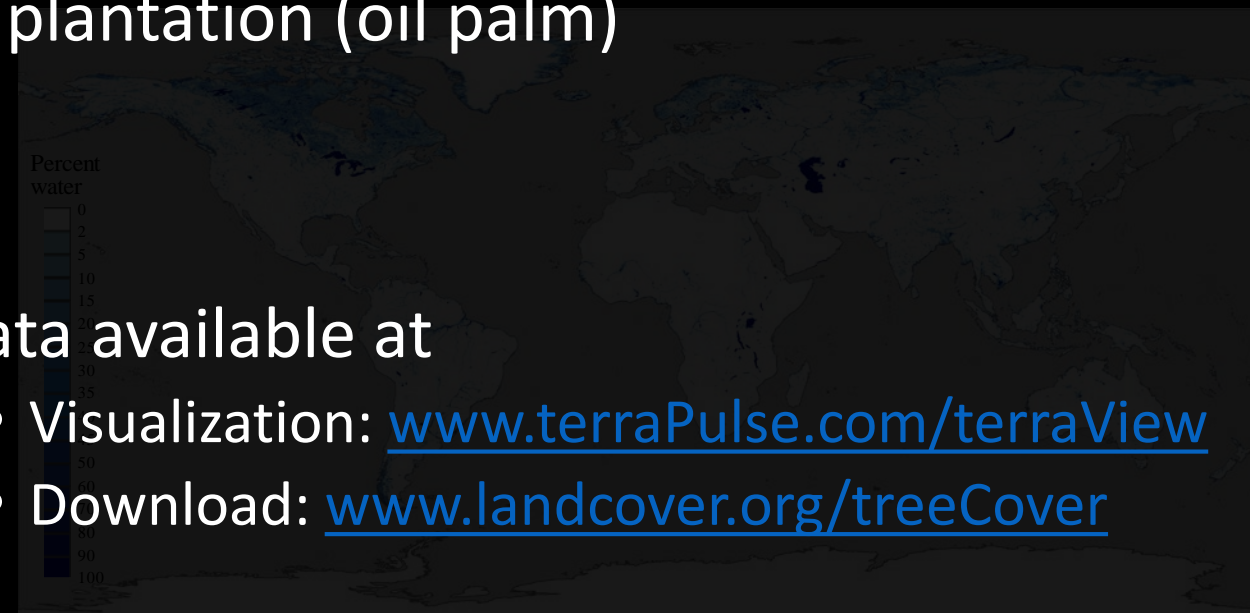 plantation (oil palm)
Percent
water
0
2
5
10
15
20
30
35
ata available at
• Visualization: www.terraPulse.com/terraView
50
• Download: www.landcover.org/treeCover
80
90
100